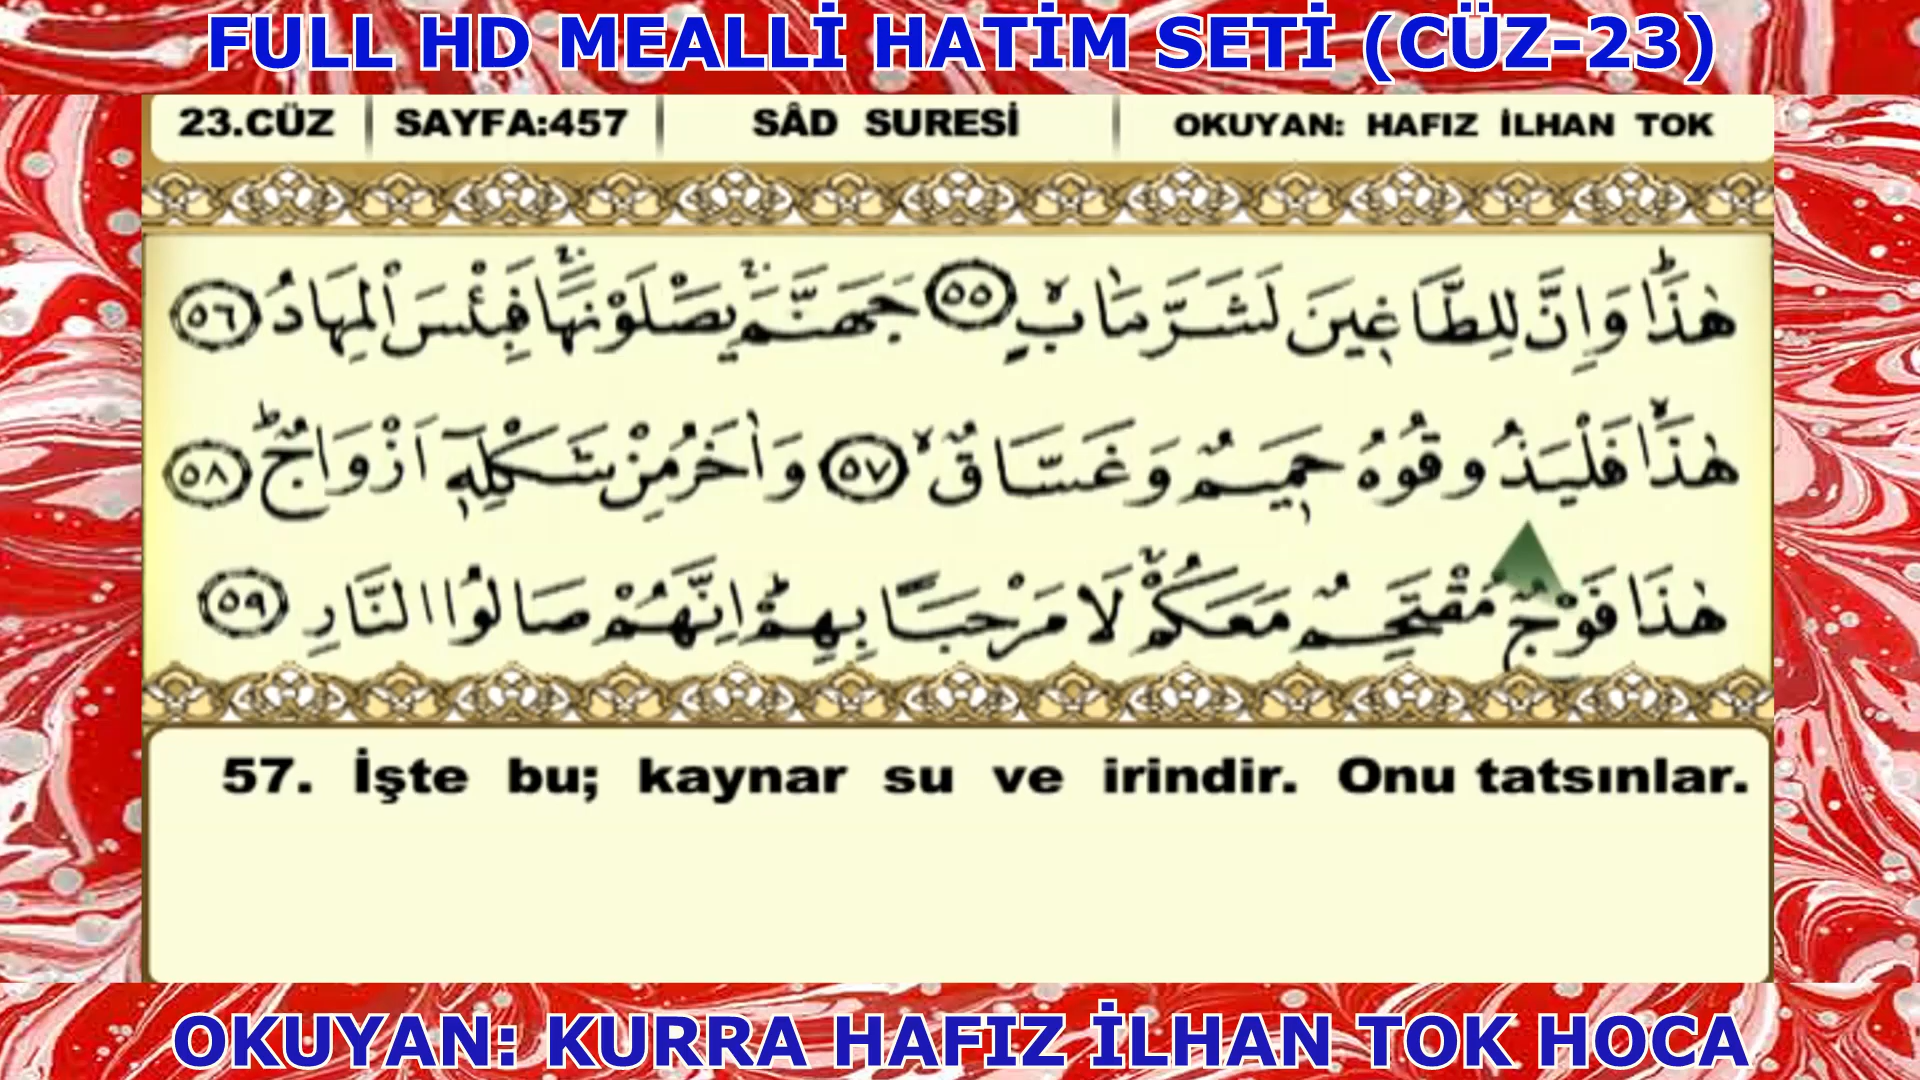 FULL HD MEALLİ HATİM SETİ (CÜZ-23)
23.CÜZ SAYFA:457 SÂD SURESİ OKUYAN: HAFIZ İLHAN TOK
هٰذَاۜ وَاِنَّ لِلطَّاغ۪ينَ لَشَرَّ مَاٰبٍۙ ﴿٥٥﴾ جَهَنَّمَۚ يَصْلَوْنَهَاۚ فَبِئْسَ الْمِهَادُ ﴿٥٦﴾
هٰذَاۙ فَلْيَذُوقُوهُ حَم۪يمٌ وَغَسَّاقٌۙ ﴿٥٧﴾ وَاٰخَرُ مِنْ شَكْلِه۪ٓ اَزْوَاجٌۜ ﴿٥٨﴾
هٰذَا فَوْجٌ مُقْتَحِمٌ مَعَكُمْۚ لَا مَرْحَبًا بِهِمْۜ اِنَّهُمْ صَالُوا النَّارِ ﴿٥٩﴾
57. İşte bu; kaynar su ve irindir. Onu tatsınlar.
OKUYAN: KURRA HAFIZ İLHAN TOK HOCA